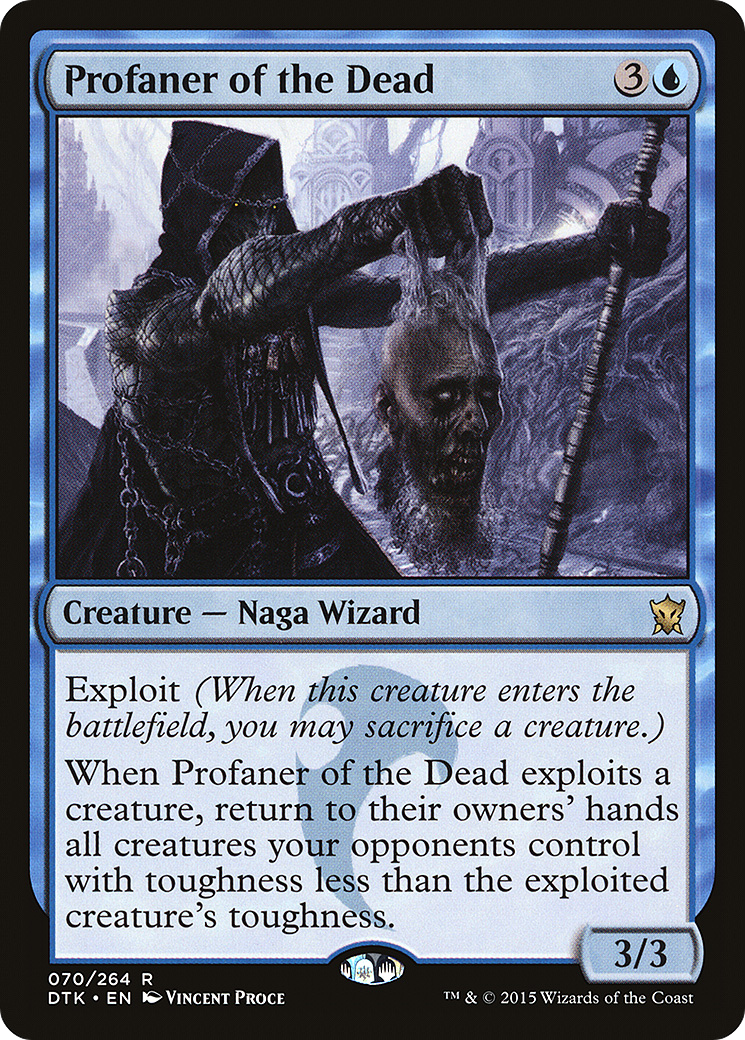 Profaner of the Dead 3
Creature — Naga Wizard
Exploit (When this creature enters the
battlefield, you may sacrifice a creature.)
When Profaner of the Dead exploits a
creature, return to their owners' hands
all creatures your opponents control
with toughness less than the exploited
creature's toughness.
3/3
070/264 R
DTK • EN Vincent Proce
™ & © 2015 Wizards of the Coast